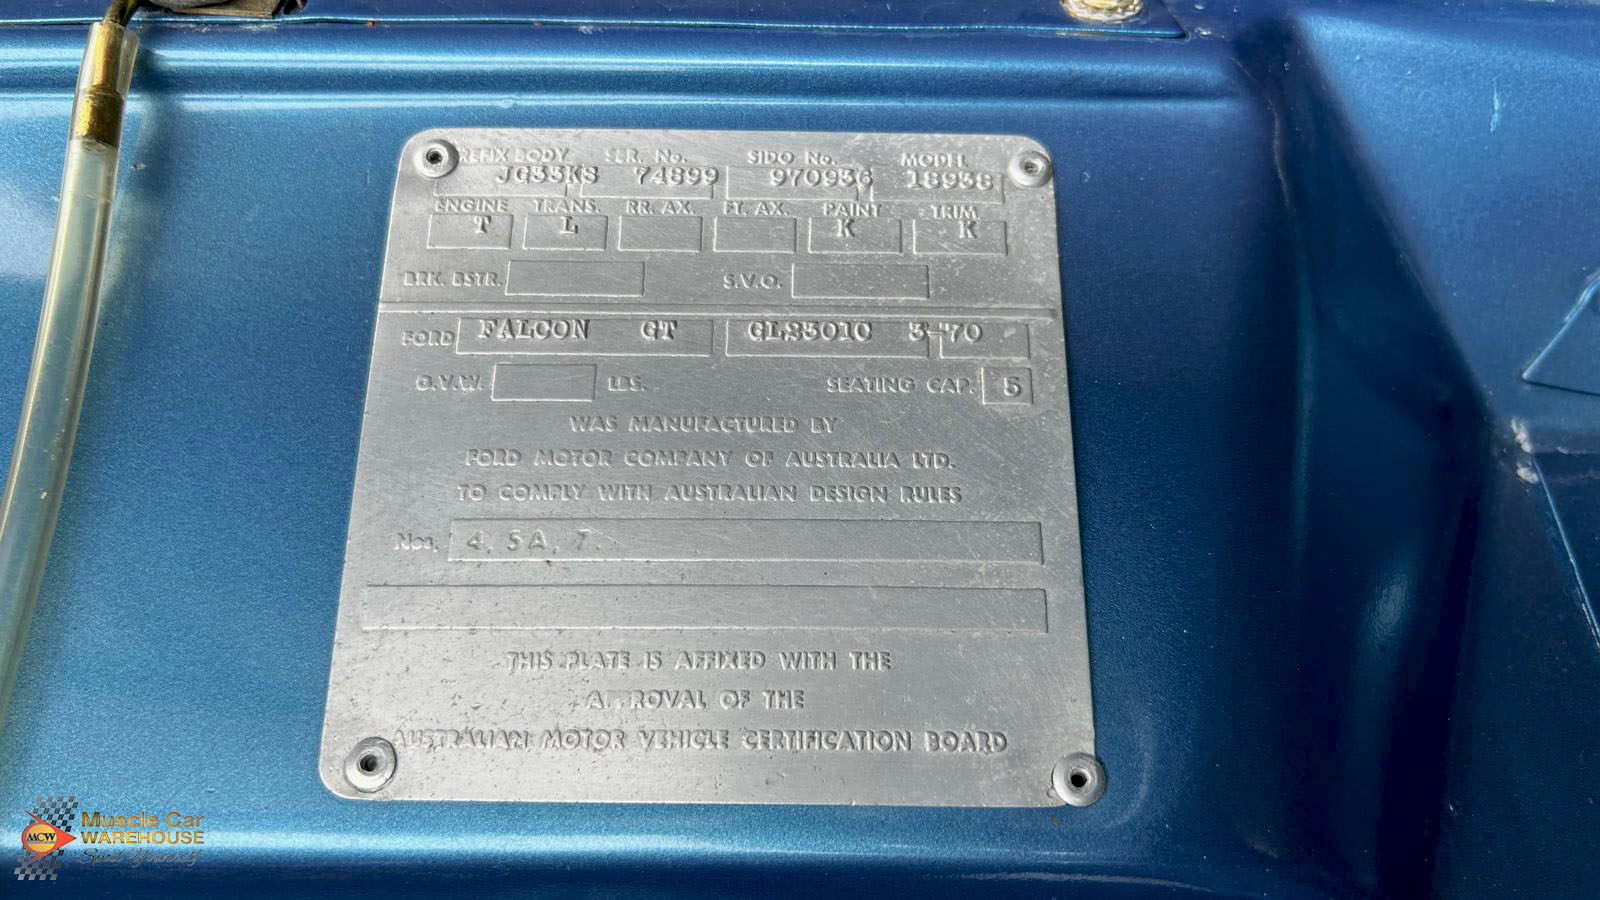 PREFIX BODY SER. No. SIDO No. MODEL
JG33KS 74899 970936 18938
ENGINE TRANS. RR. AX. FT. AX. PAINT TRIM
T L K K
BRK. BSTR. S.V.O.
FORD FALCON GT GL2301C 3-70
G.V.W. LBS. SEATING CAP. 5
WAS MANUFACTURED BY
FORD MOTOR COMPANY OF AUSTRALIA LTD.
TO COMPLY WITH AUSTRALIAN DESIGN RULES
Nos. 4, 5A, 7.
THIS PLATE IS AFFIXED WITH THE
APPROVAL OF THE
AUSTRALIAN MOTOR VEHICLE CERTIFICATION BOARD
MCW Muscle Car
WAREHOUSE